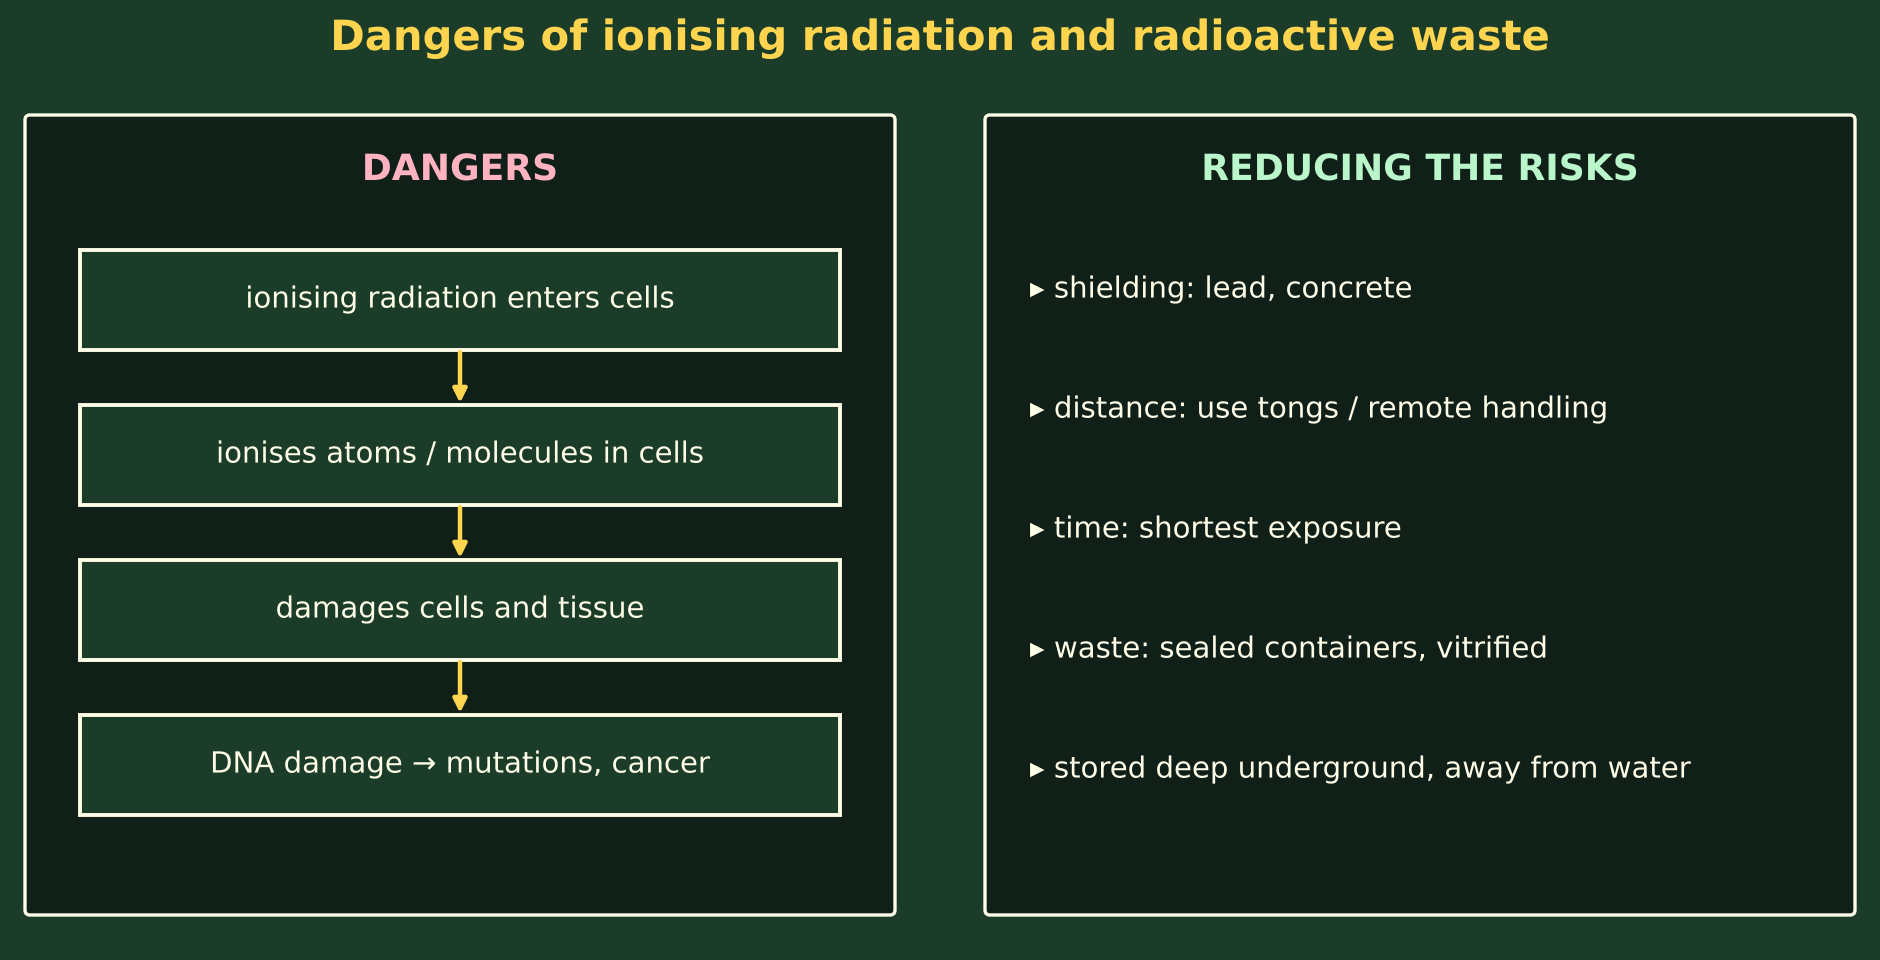 Dangers of ionising radiation and radioactive waste
DANGERS
ionising radiation enters cells
ionises atoms / molecules in cells
damages cells and tissue
DNA damage → mutations, cancer
REDUCING THE RISKS
▸ shielding: lead, concrete
▸ distance: use tongs / remote handling
▸ time: shortest exposure
▸ waste: sealed containers, vitrified
▸ stored deep underground, away from water